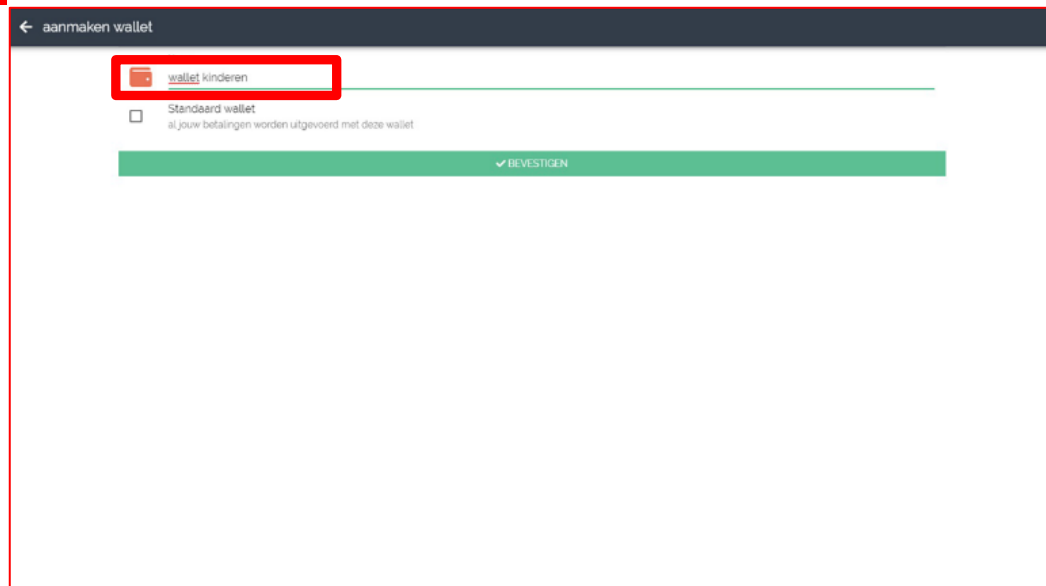 aanmaken wallet
wallet kinderen
Standaard wallet
al jouw betalingen worden uitgevoerd met deze wallet
BEVESTIGEN